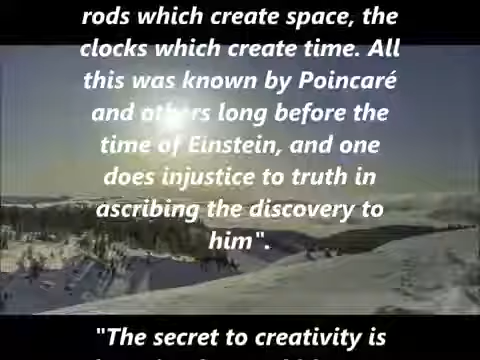 rods which create space, the
clocks which create time. All
this was known by Poincaré
and others long before the
time of Einstein, and one
does injustice to truth in
ascribing the discovery to
him".
"The secret to creativity is